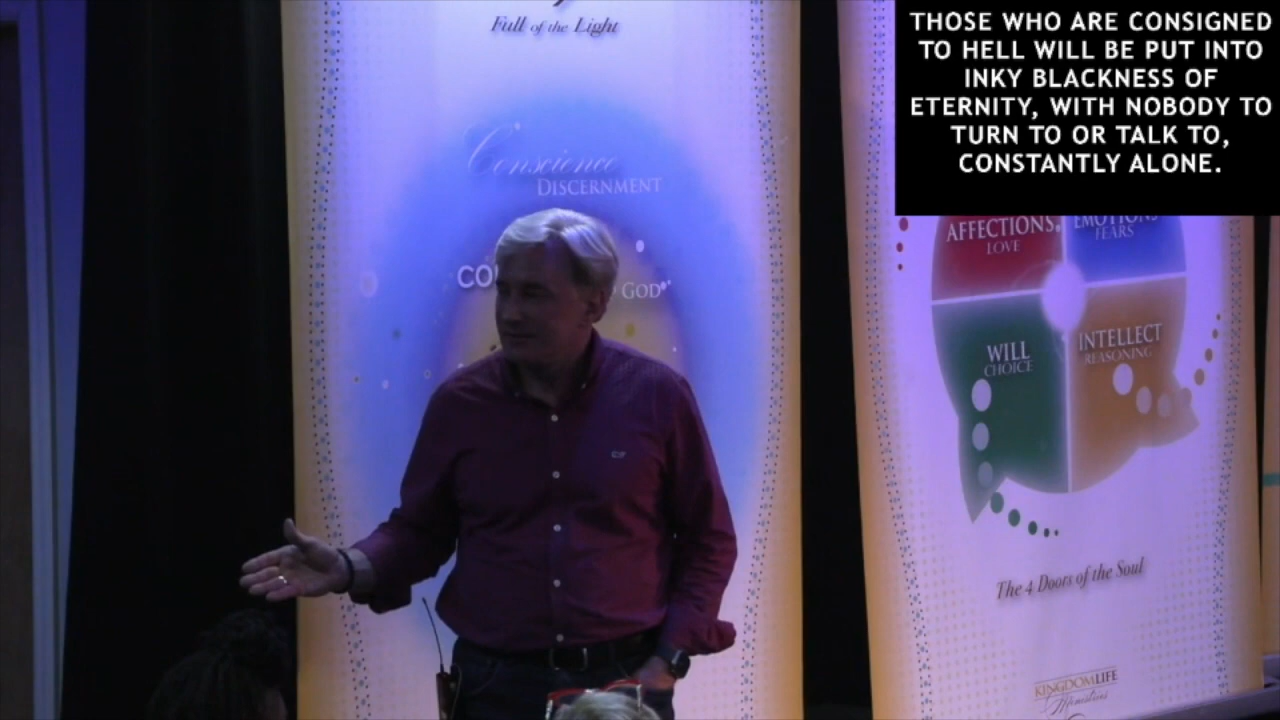 Full of the Light
Conscience
DISCERNMENT
GOD
THOSE WHO ARE CONSIGNED
TO HELL WILL BE PUT INTO
INKY BLACKNESS OF
ETERNITY, WITH NOBODY TO
TURN TO OR TALK TO,
CONSTANTLY ALONE.
AFFECTIONS
LOVE
EMOTIONS
FEARS
WILL
CHOICE
INTELLECT
REASONING
The 4 Doors of the Soul
KINGDOMLIFE
Ministries